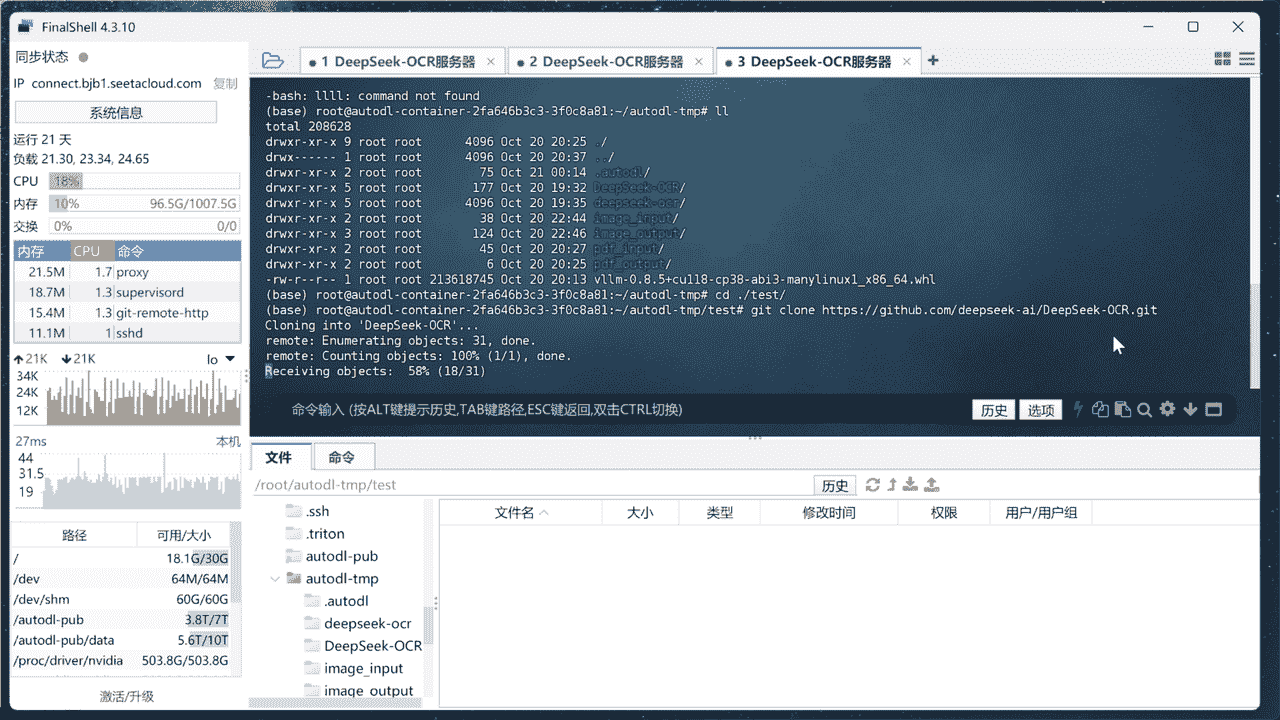 FinalShell 4.3.10
同步状态
IP connect.bjb1.seetacloud.com 复制
系统信息
运行 21 天
负载 21.30, 23.34, 24.65
CPU 18%
内存 10% 96.5G/1007.5G
交换 0% 0/0
内存 CPU 命令
21.5M 1.7 proxy
18.7M 1.3 supervisord
15.4M 1.3 git-remote-http
11.1M 1 sshd
21K 21K lo
34K
24K
12K
27ms 本机
44
31.5
19
路径 可用/大小
/ 18.1G/30G
/dev 64M/64M
/dev/shm 60G/60G
/autodl-pub 3.8T/7T
/autodl-pub/data 5.6T/10T
/proc/driver/nvidia 503.8G/503.8G
激活/升级
1 DeepSeek-OCR服务器 × 2 DeepSeek-OCR服务器 × 3 DeepSeek-OCR服务器 × +
-bash: llll: command not found
(base) root@autodl-container-2fa646b3c3-3f0c8a81:~/autodl-tmp# ll
total 208628
drwxr-xr-x 9 root root 4096 Oct 20 20:25 ./
drwx------ 1 root root 4096 Oct 20 20:37 ../
drwxr-xr-x 2 root root 75 Oct 21 00:14 .autodl/
drwxr-xr-x 5 root root 177 Oct 20 19:32 DeepSeek-OCR/
drwxr-xr-x 5 root root 4096 Oct 20 19:35 deepseek-ocr/
drwxr-xr-x 2 root root 38 Oct 20 22:44 image_input/
drwxr-xr-x 3 root root 124 Oct 20 22:46 image_output/
drwxr-xr-x 2 root root 45 Oct 20 20:27 pdf_input/
drwxr-xr-x 2 root root 6 Oct 20 20:25 pdf_output/
-rw-r--r-- 1 root root 213618745 Oct 20 20:13 vllm-0.8.5+cu118-cp38-abi3-manylinux1_x86_64.whl
(base) root@autodl-container-2fa646b3c3-3f0c8a81:~/autodl-tmp# cd ./test/
(base) root@autodl-container-2fa646b3c3-3f0c8a81:~/autodl-tmp/test# git clone https://github.com/deepseek-ai/DeepSeek-OCR.git
Cloning into 'DeepSeek-OCR'...
remote: Enumerating objects: 31, done.
remote: Counting objects: 100% (1/1), done.
Receiving objects: 58% (18/31)
命令输入 (按ALT键提示历史,TAB键路径,ESC键返回,双击CTRL切换) 历史 选项
文件 命令
/root/autodl-tmp/test 历史
.ssh
.triton
autodl-pub
autodl-tmp
.autodl
deepseek-ocr
DeepSeek-OCR
image_input
image_output
文件名 大小 类型 修改时间 权限 用户/用户组